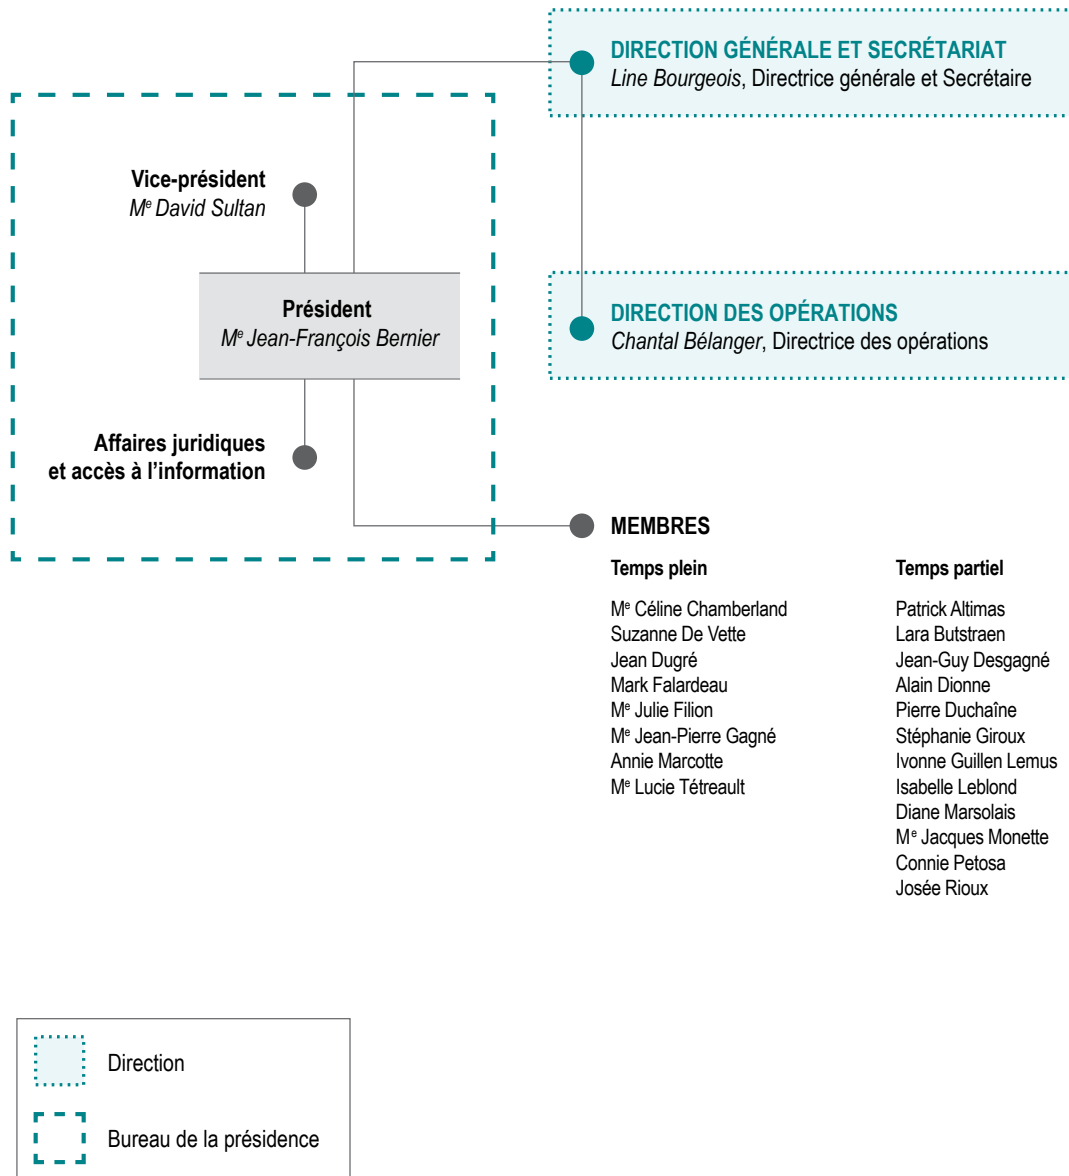 DIRECTION GÉNÉRALE ET SECRÉTARIAT
Line Bourgeois, Directrice générale et Secrétaire
Vice-président
Me David Sultan
Président
Me Jean-François Bernier
DIRECTION DES OPÉRATIONS
Chantal Bélanger, Directrice des opérations
Affaires juridiques
et accès à l’information
MEMBRES
Temps plein
Me Céline Chamberland
Suzanne De Vette
Jean Dugré
Mark Falardeau
Me Julie Filion
Me Jean-Pierre Gagné
Annie Marcotte
Me Lucie Tétreault
Temps partiel
Patrick Altimas
Lara Butstraen
Jean-Guy Desgagné
Alain Dionne
Pierre Duchaîne
Stéphanie Giroux
Ivonne Guillen Lemus
Isabelle Leblond
Diane Marsolais
Me Jacques Monette
Connie Petosa
Josée Rioux
Direction
Bureau de la présidence